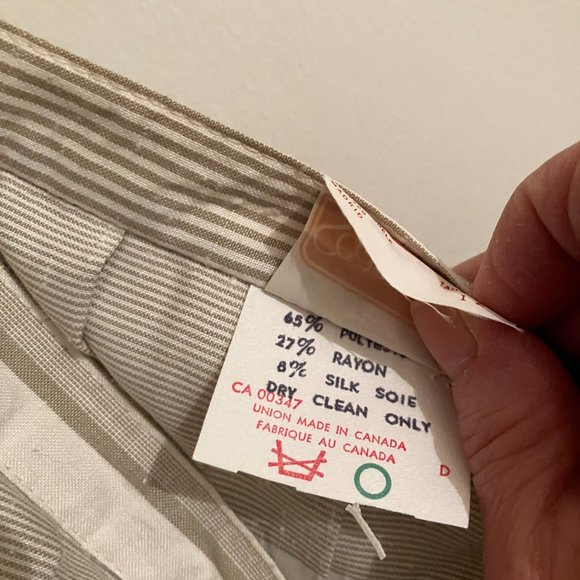 65% POLYEST
27% RAYON
8% SILK SOIE
DRY CLEAN ONLY
CA 00347
UNION MADE IN CANADA
FABRIQUE AU CANADA
D